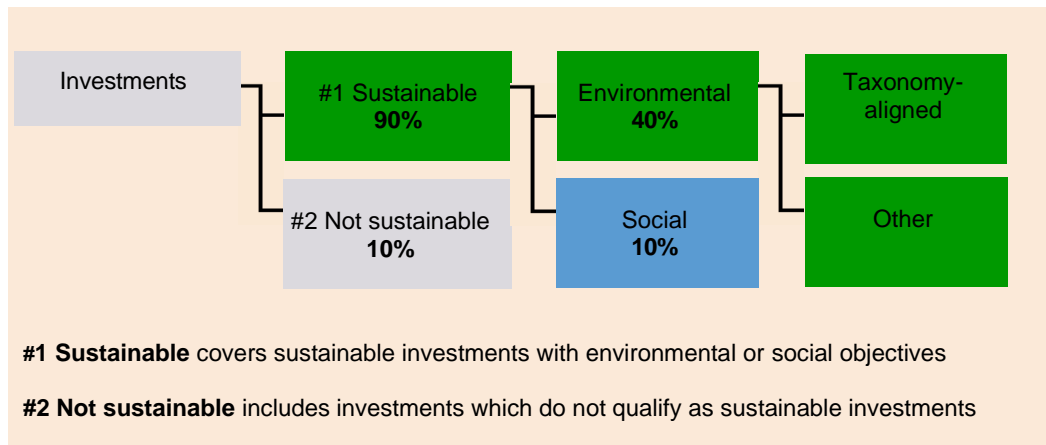 Investments
#1 Sustainable
90%
Environmental
40%
Taxonomy-
aligned
#2 Not sustainable
10%
Social
10%
Other
#1 Sustainable covers sustainable investments with environmental or social objectives
#2 Not sustainable includes investments which do not qualify as sustainable investments